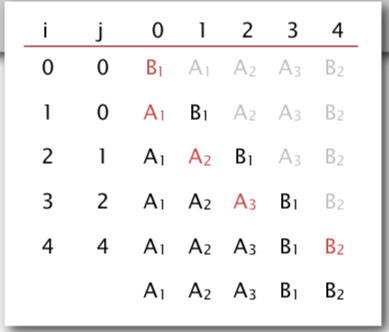 i j 0 1 2 3 4
0 0 B₁ A₁ A₂ A₃ B₂
1 0 A₁ B₁ A₂ A₃ B₂
2 1 A₁ A₂ B₁ A₃ B₂
3 2 A₁ A₂ A₃ B₁ B₂
4 4 A₁ A₂ A₃ B₁ B₂
A₁ A₂ A₃ B₁ B₂